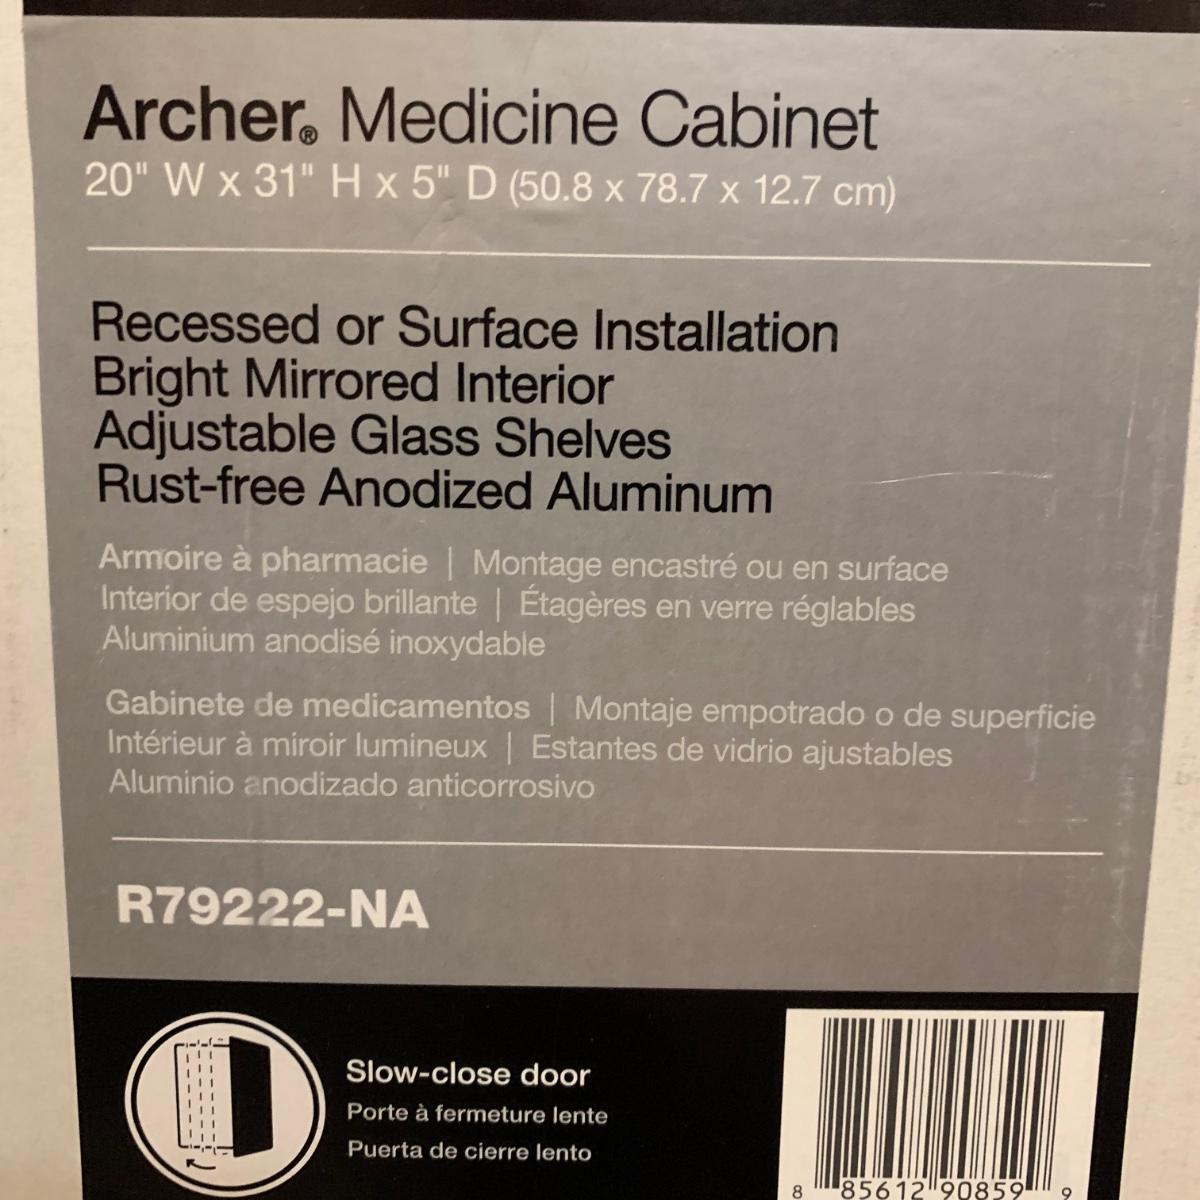 Archer® Medicine Cabinet
20" W x 31" H x 5" D (50.8 x 78.7 x 12.7 cm)
Recessed or Surface Installation
Bright Mirrored Interior
Adjustable Glass Shelves
Rust-free Anodized Aluminum
Armoire à pharmacie | Montage encastré ou en surface
Interior de espejo brillante | Étagères en verre réglables
Aluminium anodisé inoxydable
Gabinete de medicamentos | Montaje empotrado o de superficie
Intérieur à miroir lumineux | Estantes de vidrio ajustables
Aluminio anodizado anticorrosivo
R79222-NA
Slow-close door
Porte à fermeture lente
Puerta de cierre lento
8 85612 90859 9